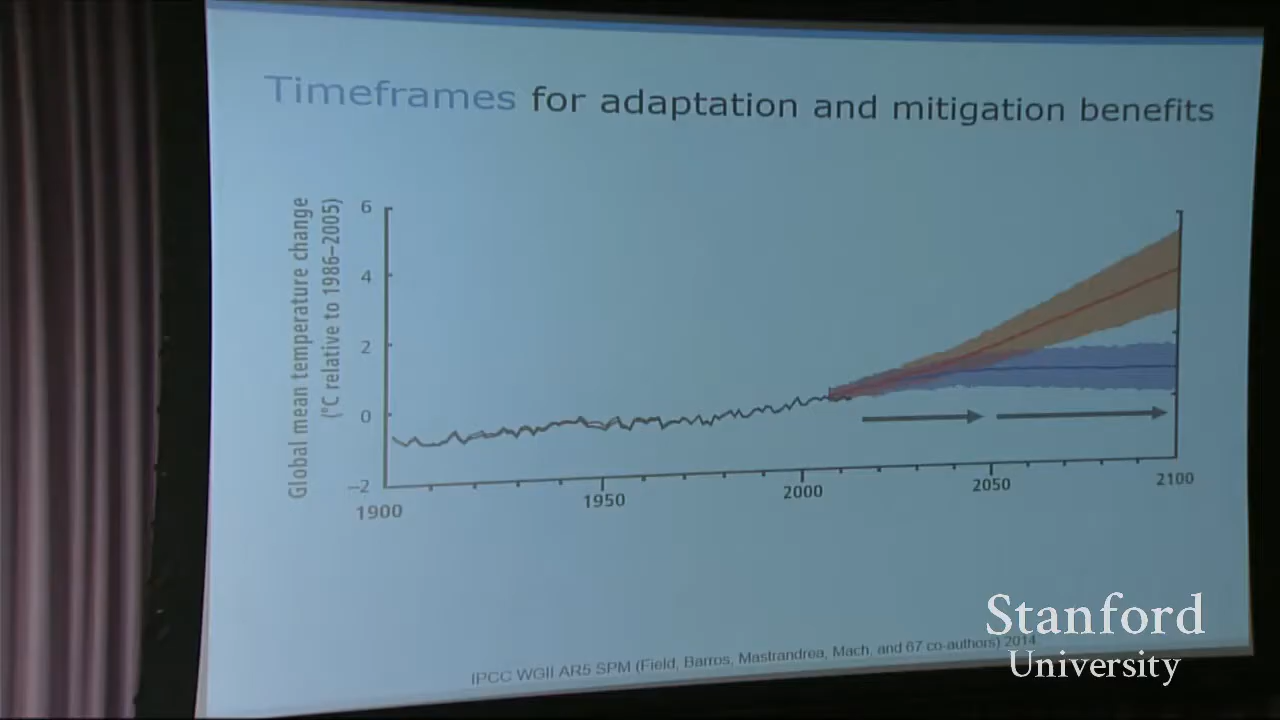 Timeframes for adaptation and mitigation benefits
Global mean temperature change
(°C relative to 1986–2005)
6
4
2
0
–2
1900
1950
2000
2050
2100
IPCC WGII AR5 SPM (Field, Barros, Mastrandrea, Mach, and 67 co-authors) 2014
Stanford
University